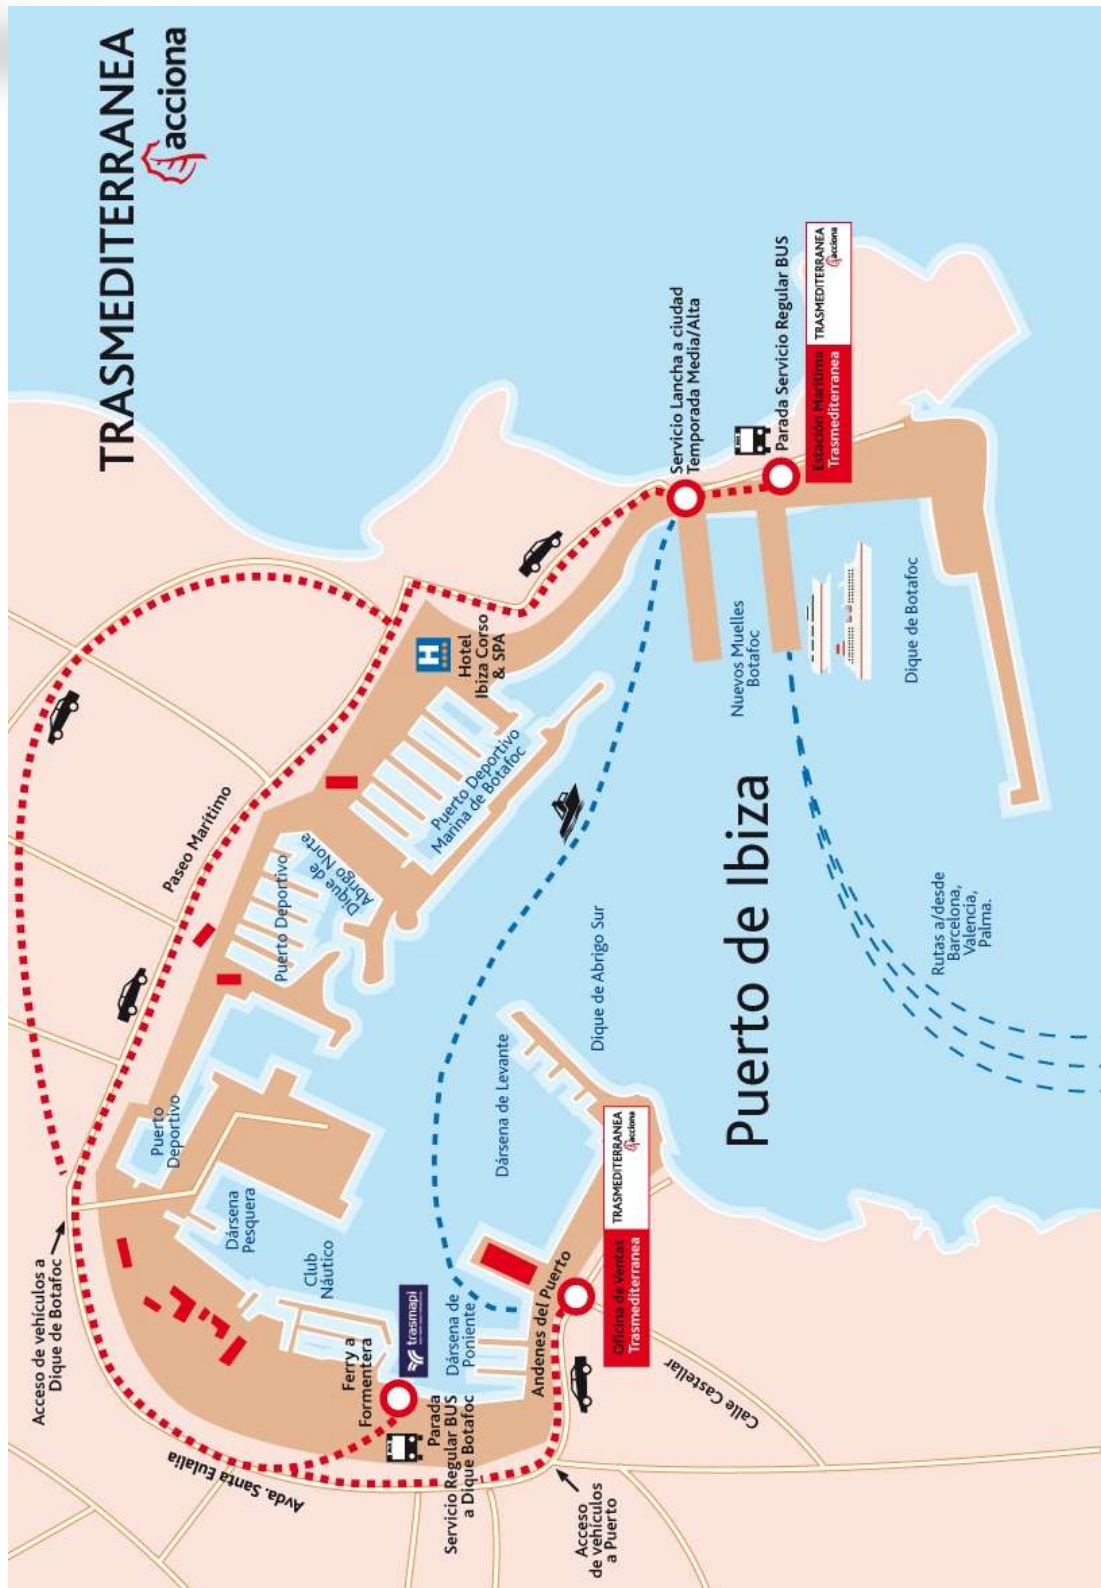 TRASMEDITERRANEA
acciona
Acceso de vehículos a
Dique de Botafoc
Paseo Marítimo
Avda. Santa Eulalia
Puerto
Deportivo
Puerto Deportivo
Dique de
Abrigo Norte
Puerto Deportivo
Marina de Botafoc
H
Hotel
Ibiza Corso
& SPA
Dársena
Pesquera
Club
Náutico
Ferry a
Formentera
trasmapi
Parada
Servicio Regular BUS
a Dique Botafoc
Dársena de
Poniente
Andenes del Puerto
Dársena de Levante
Dique de Abrigo Sur
Acceso
de vehículos
a Puerto
Calle Castellar
Oficina de Ventas
Trasmediterranea
TRASMEDITERRANEA
acciona
Puerto de Ibiza
Servicio Lancha a ciudad
Temporada Media/Alta
Parada Servicio Regular BUS
Estación Marítima
Trasmediterranea
TRASMEDITERRANEA
acciona
Nuevos Muelles
Botafoc
Dique de Botafoc
Rutas a/desde
Barcelona,
Valencia,
Palma.